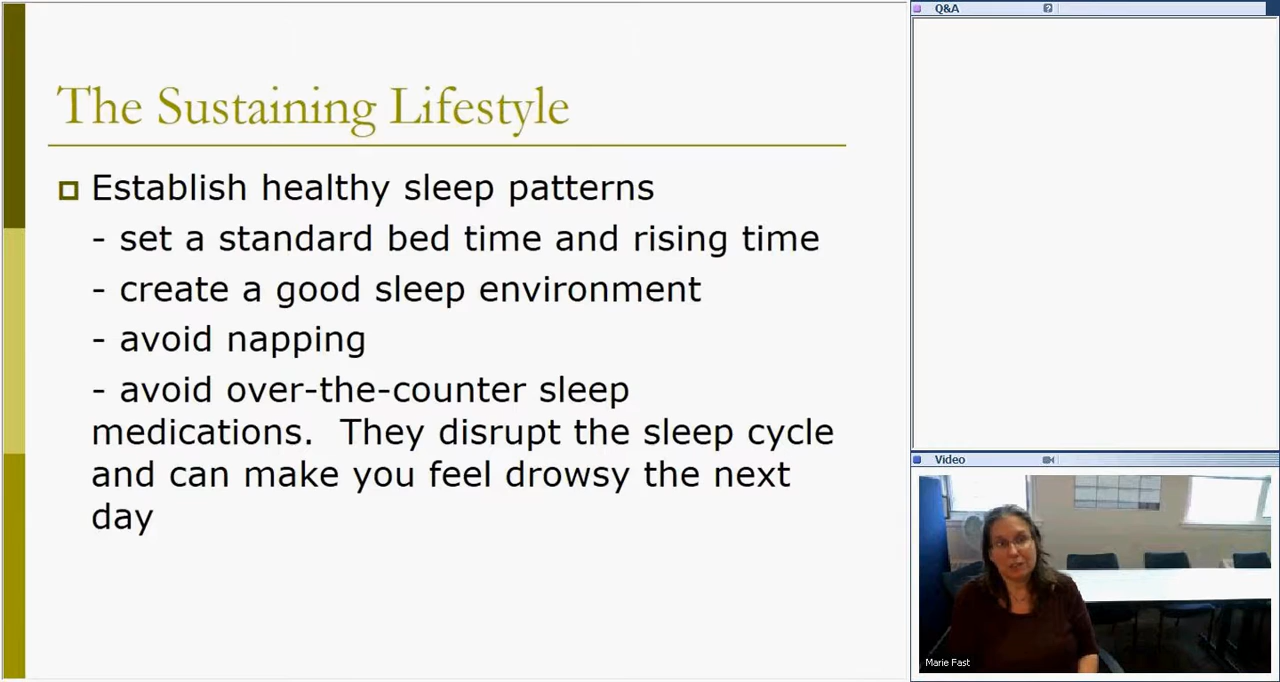 The Sustaining Lifestyle
Establish healthy sleep patterns
- set a standard bed time and rising time
- create a good sleep environment
- avoid napping
- avoid over-the-counter sleep
medications.  They disrupt the sleep cycle
and can make you feel drowsy the next
day
Q&A
?
Video
Marie Fast